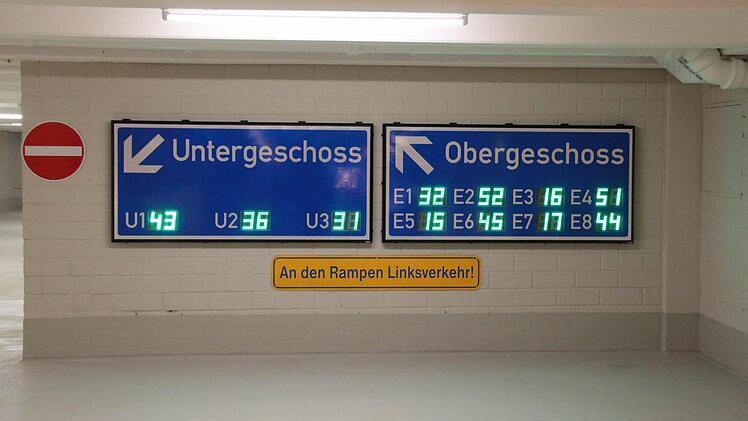 Untergeschoss
U1 43 U2 36 U3 31
Obergeschoss
E1 32 E2 52 E3 16 E4 51
E5 15 E6 45 E7 17 E8 44
An den Rampen Linksverkehr!